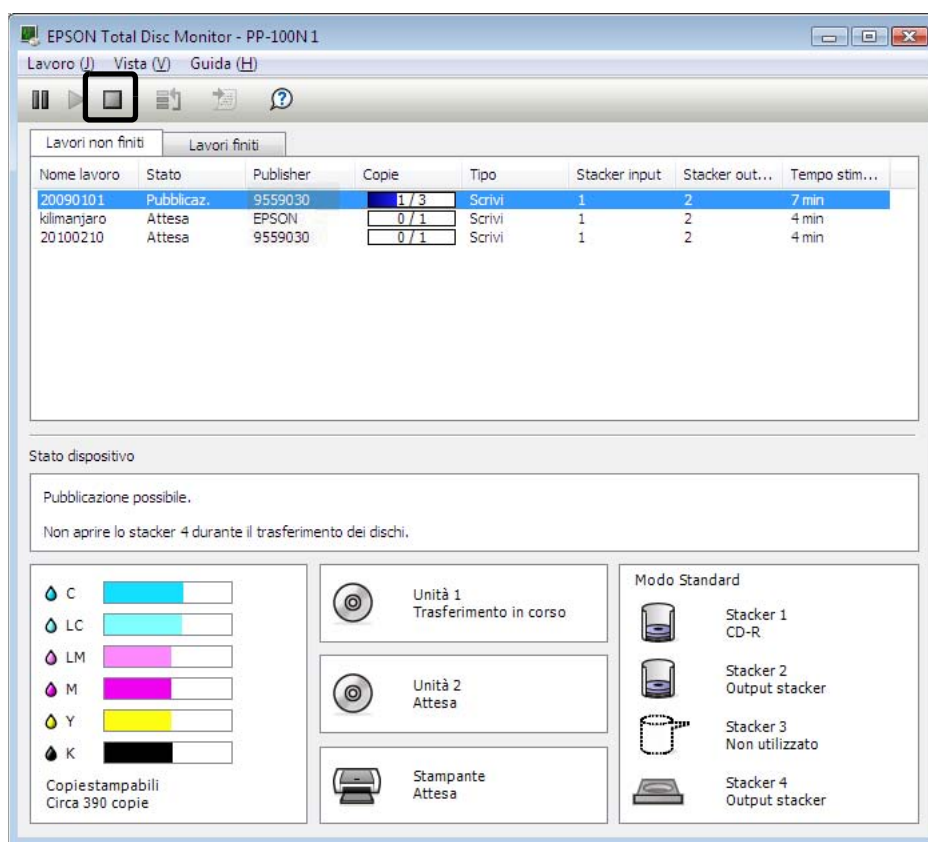 EPSON Total Disc Monitor - PP-100N 1
Lavoro (J) Vista (V) Guida (H)
Lavori non finiti Lavori finiti
Nome lavoro Stato Publisher Copie Tipo Stacker input Stacker out... Tempo stim...
20090101 Pubblicaz. 9559030 1 / 3 Scrivi 1 2 7 min
kilimanjaro Attesa EPSON 0 / 1 Scrivi 1 2 4 min
20100210 Attesa 9559030 0 / 1 Scrivi 1 2 4 min
Stato dispositivo
Pubblicazione possibile.
Non aprire lo stacker 4 durante il trasferimento dei dischi.
C
LC
LM
M
Y
K
Copiestampabili
Circa 390 copie
Unità 1
Trasferimento in corso
Unità 2
Attesa
Stampante
Attesa
Modo Standard
Stacker 1
CD-R
Stacker 2
Output stacker
Stacker 3
Non utilizzato
Stacker 4
Output stacker